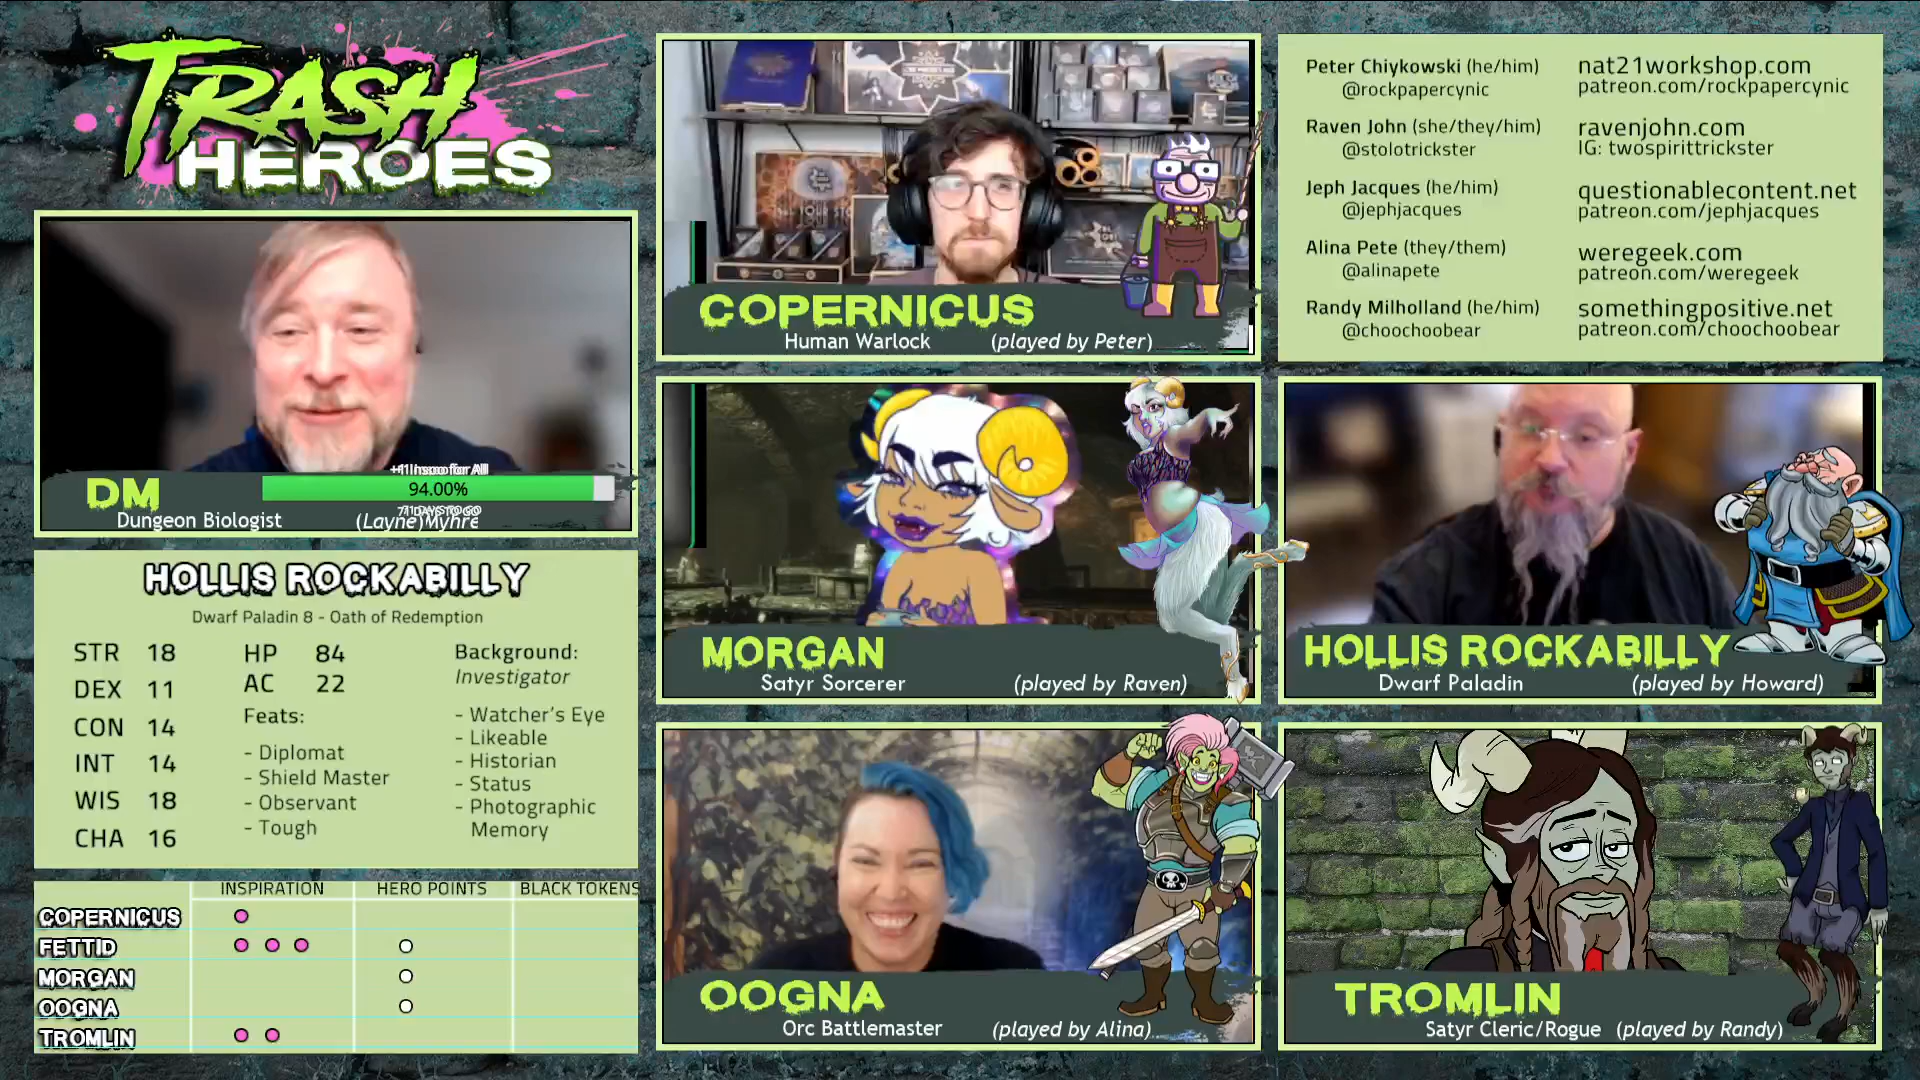 TRASH
HEROES
94.00%
DM
Dungeon Biologist (Layne) Myhre
HOLLIS ROCKABILLY
Dwarf Paladin 8 - Oath of Redemption
STR 18
DEX 11
CON 14
INT 14
WIS 18
CHA 16
HP 84
AC 22
Feats:
- Diplomat
- Shield Master
- Observant
- Tough
Background:
Investigator
- Watcher's Eye
- Likeable
- Historian
- Status
- Photographic
Memory
INSPIRATION HERO POINTS BLACK TOKENS
COPERNICUS
FETTID
MORGAN
OOGNA
TROMLIN
COPERNICUS
Human Warlock (played by Peter)
MORGAN
Satyr Sorcerer (played by Raven)
OOGNA
Orc Battlemaster (played by Alina)
Peter Chiykowski (he/him) nat21workshop.com
@rockpapercynic patreon.com/rockpapercynic
Raven John (she/they/him) ravenjohn.com
@stolotrickster IG: twospirittrickster
Jeph Jacques (he/him) questionablecontent.net
@jephjacques patreon.com/jephjacques
Alina Pete (they/them) weregeek.com
@alinapete patreon.com/weregeek
Randy Milholland (he/him) somethingpositive.net
@choochoobear patreon.com/choochoobear
HOLLIS ROCKABILLY
Dwarf Paladin (played by Howard)
TROMLIN
Satyr Cleric/Rogue (played by Randy)